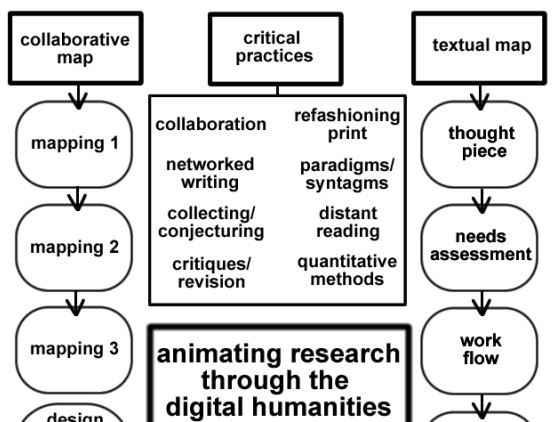 collaborative
map
mapping 1
mapping 2
mapping 3
design
critical
practices
collaboration
networked
writing
collecting/
conjecturing
critiques/
revision
refashioning
print
paradigms/
syntagms
distant
reading
quantitative
methods
animating research
through the
digital humanities
textual map
thought
piece
needs
assessment
work
flow